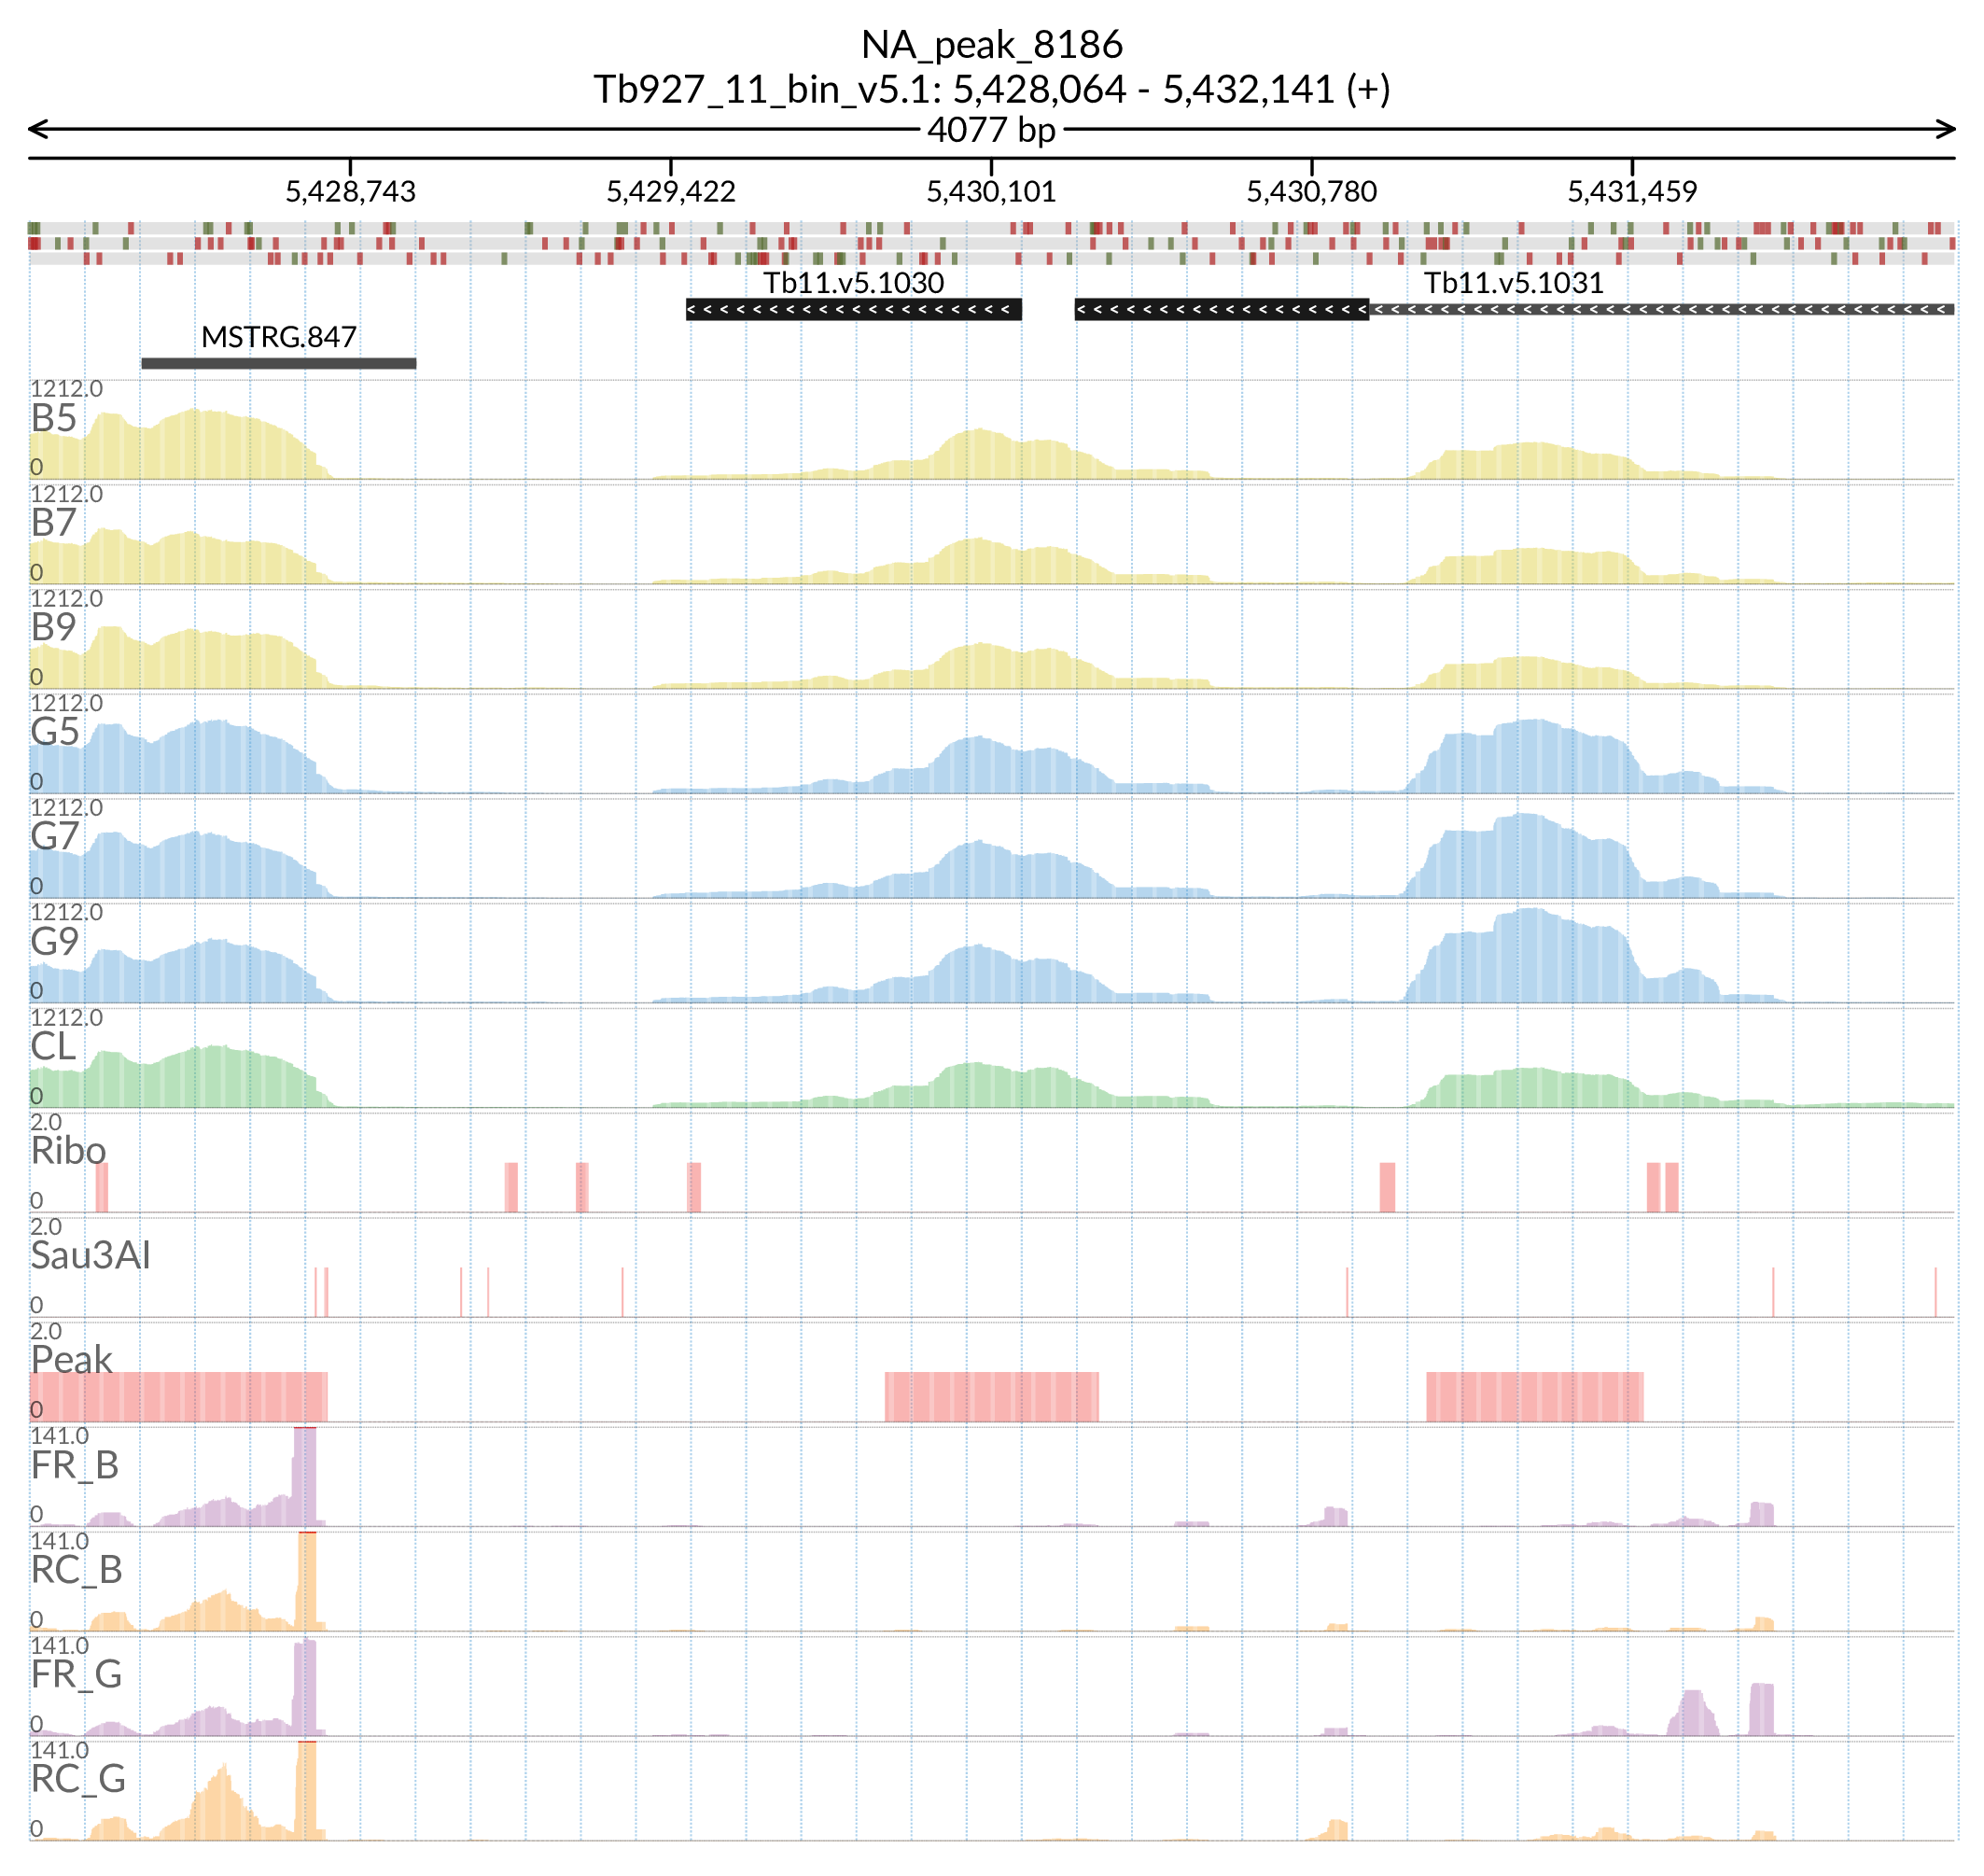 NA_peak_8186
Tb927_11_bin_v5.1: 5,428,064 - 5,432,141 (+)
4077 bp
5,428,743 5,429,422 5,430,101 5,430,780 5,431,459
Tb11.v5.1030 Tb11.v5.1031
MSTRG.847
1212.0
B5
0
1212.0
B7
0
1212.0
B9
0
1212.0
G5
0
1212.0
G7
0
1212.0
G9
0
1212.0
CL
0
2.0
Ribo
0
2.0
Sau3AI
0
2.0
Peak
0
141.0
FR_B
0
141.0
RC_B
0
141.0
FR_G
0
141.0
RC_G
0